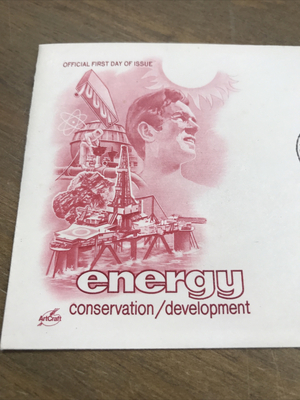 OFFICIAL FIRST DAY OF ISSUE
energy
conservation/development
ArtCraft